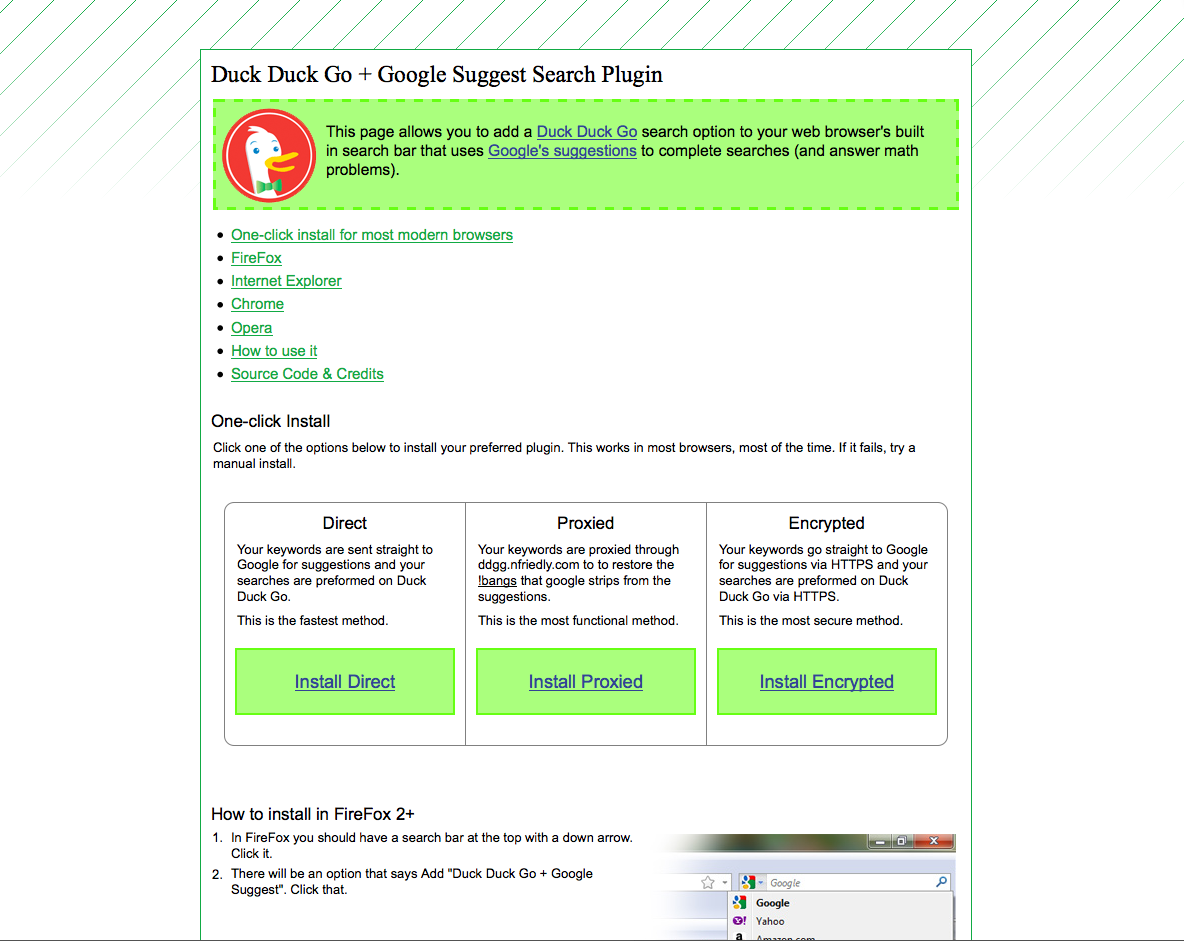 Duck Duck Go + Google Suggest Search Plugin
This page allows you to add a Duck Duck Go search option to your web browser's built
in search bar that uses Google's suggestions to complete searches (and answer math
problems).
One-click install for most modern browsers
FireFox
Internet Explorer
Chrome
Opera
How to use it
Source Code & Credits
One-click Install
Click one of the options below to install your preferred plugin. This works in most browsers, most of the time. If it fails, try a
manual install.
Direct
Your keywords are sent straight to
Google for suggestions and your
searches are preformed on Duck
Duck Go.
This is the fastest method.
Install Direct
Proxied
Your keywords are proxied through
ddgg.nfriedly.com to to restore the
!bangs that google strips from the
suggestions.
This is the most functional method.
Install Proxied
Encrypted
Your keywords go straight to Google
for suggestions via HTTPS and your
searches are preformed on Duck
Duck Go via HTTPS.
This is the most secure method.
Install Encrypted
How to install in FireFox 2+
1. In FireFox you should have a search bar at the top with a down arrow.
Click it.
2. There will be an option that says Add "Duck Duck Go + Google
Suggest". Click that.
Google
Google
Yahoo
Amazon.com